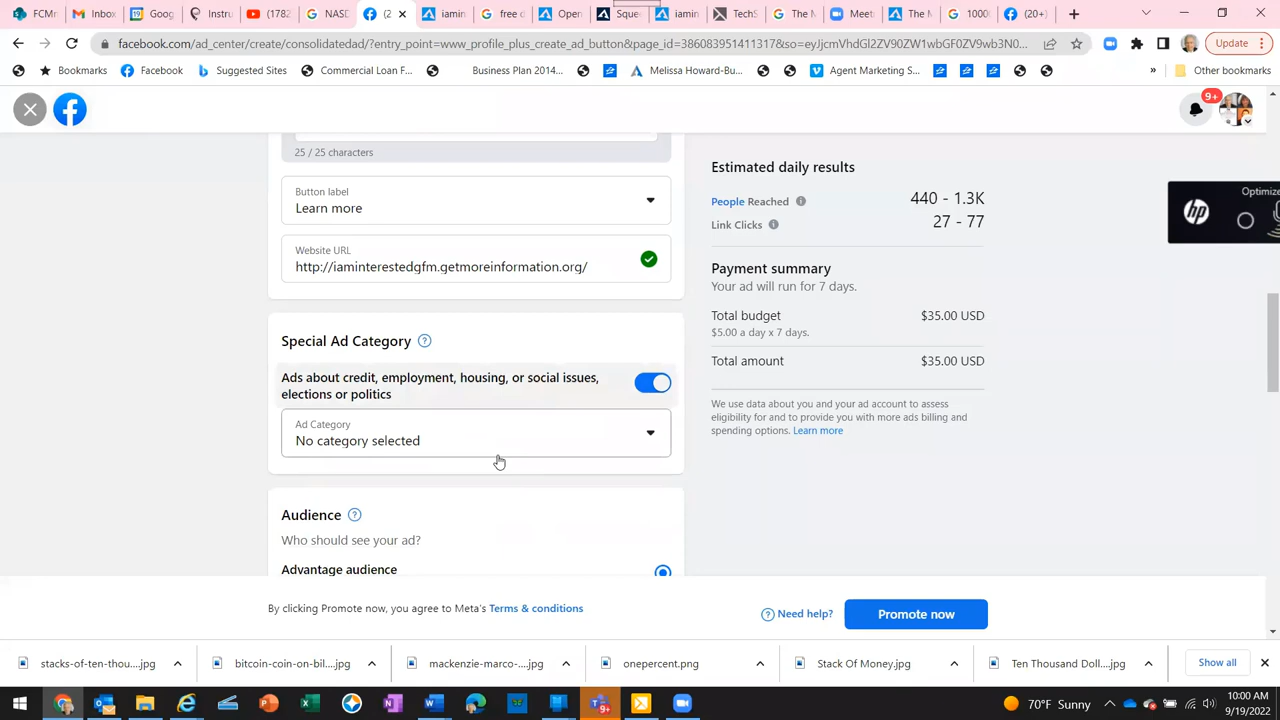 FCMr
Inbox
Goog
Instru
(1782
NASD
(2
iamin
free c
Open
Sque
iamin
TechS
The M
Meeti
The M
10000
(20+)
facebook.com/ad_center/create/consolidatedad/?entry_point=www_profile_plus_create_ad_button&page_id=386083951411317&so=eyJjcmVhdGl2ZV90ZW1wbGF0ZV9wb3N0...
Update
Bookmarks
Facebook
Suggested Sites
Commercial Loan F...
Business Plan 2014...
Melissa Howard-Bu...
Agent Marketing S...
»
Other bookmarks
9+
25 / 25 characters
Button label
Learn more
Website URL
http://iaminterestedgfm.getmoreinformation.org/
Special Ad Category
Ads about credit, employment, housing, or social issues,
elections or politics
Ad Category
No category selected
Audience
Who should see your ad?
Advantage audience
Estimated daily results
People Reached 440 - 1.3K
Link Clicks 27 - 77
Payment summary
Your ad will run for 7 days.
Total budget $35.00 USD
$5.00 a day x 7 days.
Total amount $35.00 USD
We use data about you and your ad account to assess
eligibility for and to provide you with more ads billing and
spending options. Learn more
hp
Optimize
By clicking Promote now, you agree to Meta's Terms & conditions
Need help?
Promote now
stacks-of-ten-thou....jpg
bitcoin-coin-on-bil....jpg
mackenzie-marco-....jpg
onepercent.png
Stack Of Money.jpg
Ten Thousand Doll....jpg
Show all
9+
70°F Sunny
10:00 AM
9/19/2022